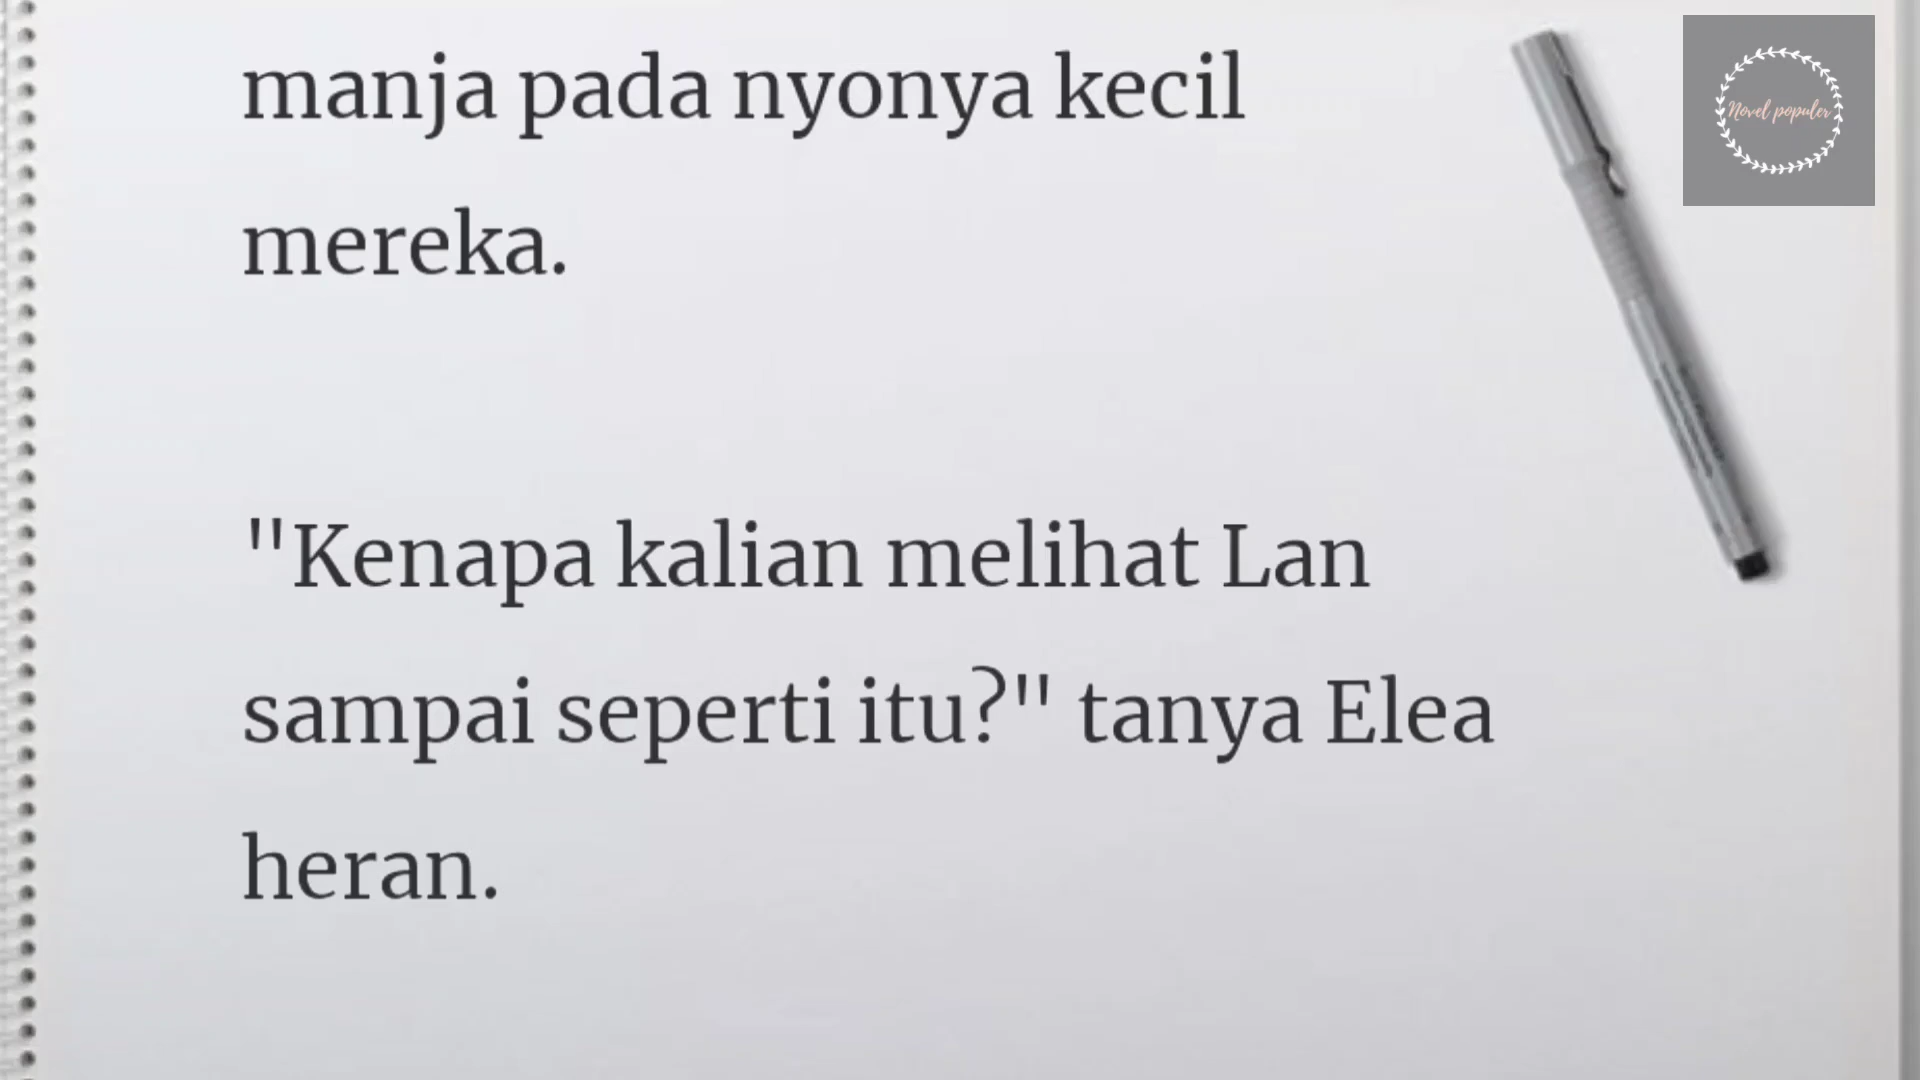 manja pada nyonya kecil
mereka.
"Kenapa kalian melihat Lan
sampai seperti itu?" tanya Elea
heran.
Novel populer